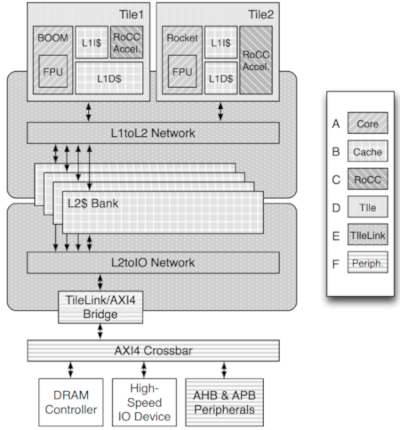 Tile1
Tile2
BOOM
L1I$
RoCC
Accel.
FPU
L1D$
Rocket
L1I$
FPU
L1D$
RoCC
Accel.
L1toL2 Network
L2$ Bank
L2toIO Network
TileLink/AXI4
Bridge
AXI4 Crossbar
DRAM
Controller
High-
Speed
IO Device
AHB & APB
Peripherals
A Core
B Cache
C RoCC
D Tile
E TileLink
F Periph.